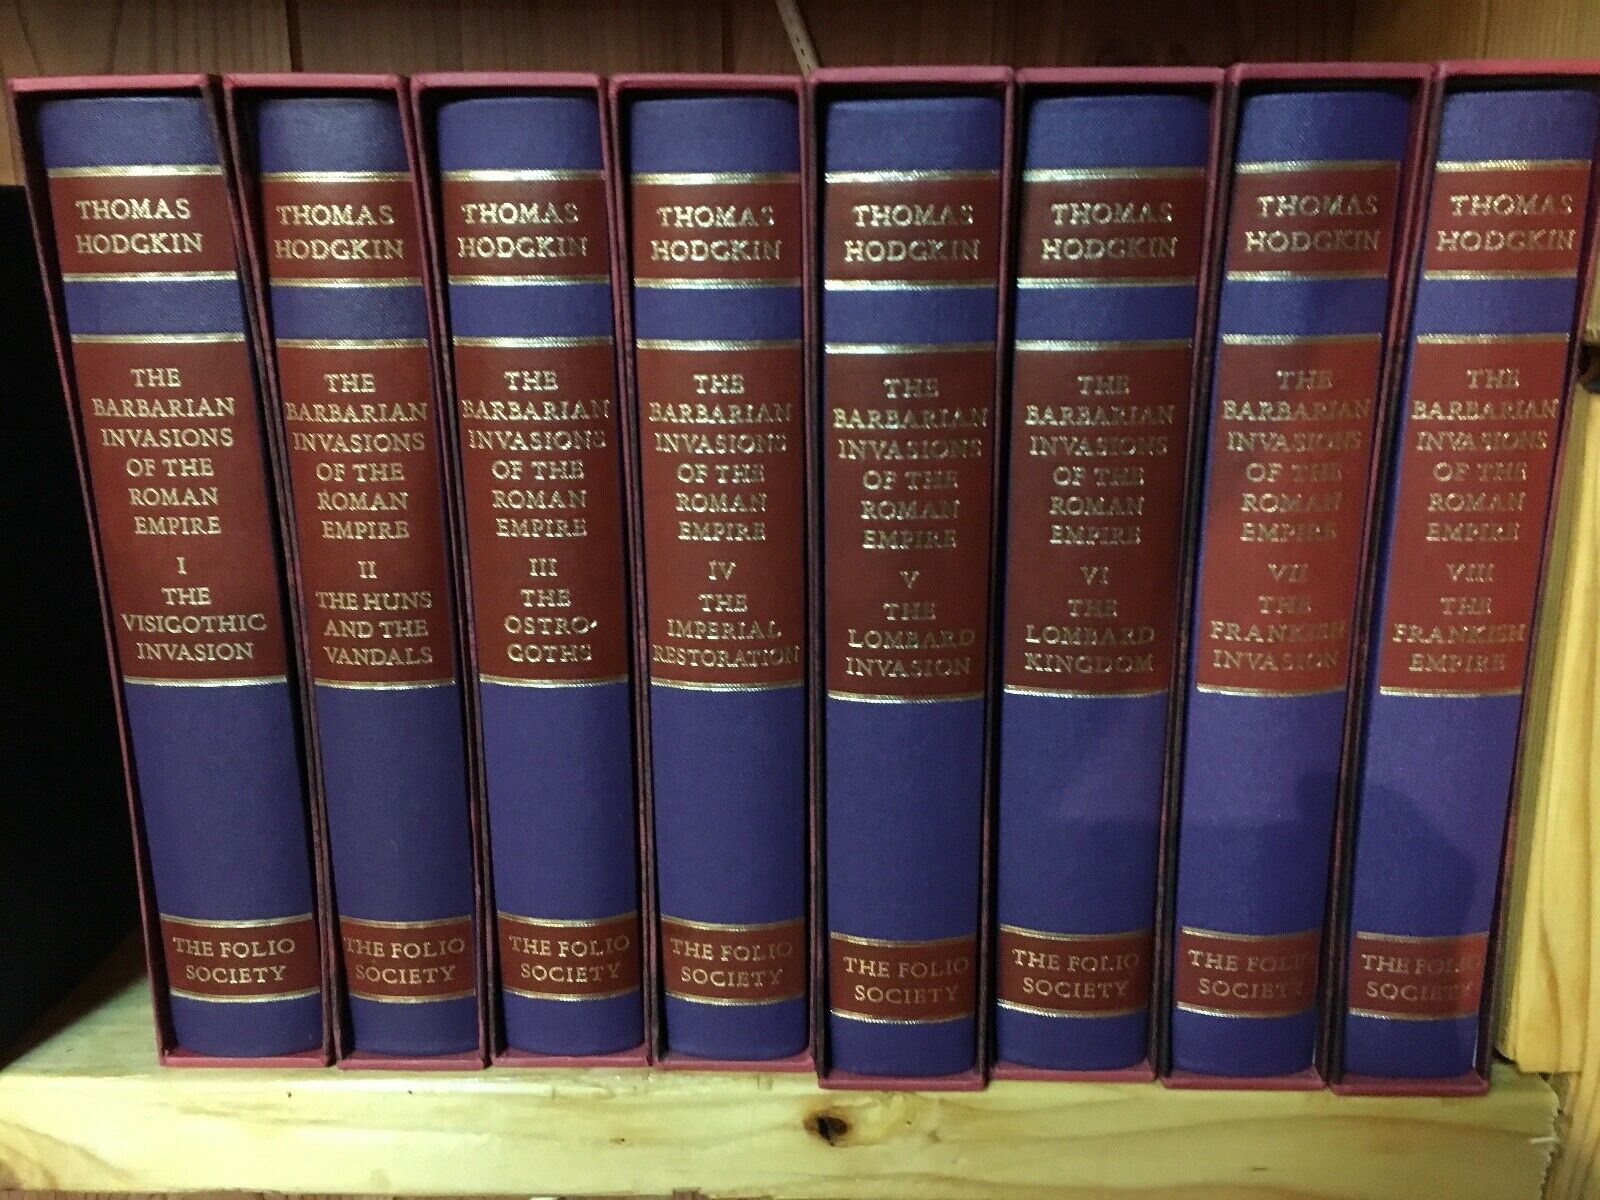 THOMAS
HODGKIN
THE
BARBARIAN
INVASIONS
OF THE
ROMAN
EMPIRE
I
THE
VISIGOTHIC
INVASION
THE FOLIO
SOCIETY
THOMAS
HODGKIN
THE
BARBARIAN
INVASIONS
OF THE
ROMAN
EMPIRE
II
THE HUNS
AND THE
VANDALS
THE FOLIO
SOCIETY
THOMAS
HODGKIN
THE
BARBARIAN
INVASIONS
OF THE
ROMAN
EMPIRE
III
THE
OSTRO-
GOTHS
THE FOLIO
SOCIETY
THOMAS
HODGKIN
THE
BARBARIAN
INVASIONS
OF THE
ROMAN
EMPIRE
IV
THE
IMPERIAL
RESTORATION
THE FOLIO
SOCIETY
THOMAS
HODGKIN
THE
BARBARIAN
INVASIONS
OF THE
ROMAN
EMPIRE
V
THE
LOMBARD
INVASION
THE FOLIO
SOCIETY
THOMAS
HODGKIN
THE
BARBARIAN
INVASIONS
OF THE
ROMAN
EMPIRE
VI
THE
LOMBARD
KINGDOM
THE FOLIO
SOCIETY
THOMAS
HODGKIN
THE
BARBARIAN
INVASIONS
OF THE
ROMAN
EMPIRE
VII
THE
FRANKISH
INVASION
THE FOLIO
SOCIETY
THOMAS
HODGKIN
THE
BARBARIAN
INVASIONS
OF THE
ROMAN
EMPIRE
VIII
THE
FRANKISH
EMPIRE
THE FOLIO
SOCIETY